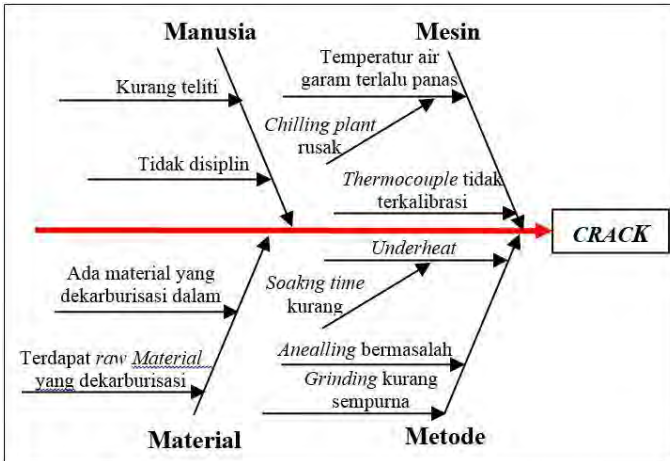 Manusia
Mesin
Kurang teliti
Tidak disiplin
Temperatur air
garam terlalu panas
Chilling plant
rusak
Thermocouple tidak
terkalibrasi
CRACK
Ada material yang
dekarburisasi dalam
Terdapat raw Material
yang dekarburisasi
Underheat
Soakng time
kurang
Anealling bermasalah
Grinding kurang
sempurna
Material
Metode